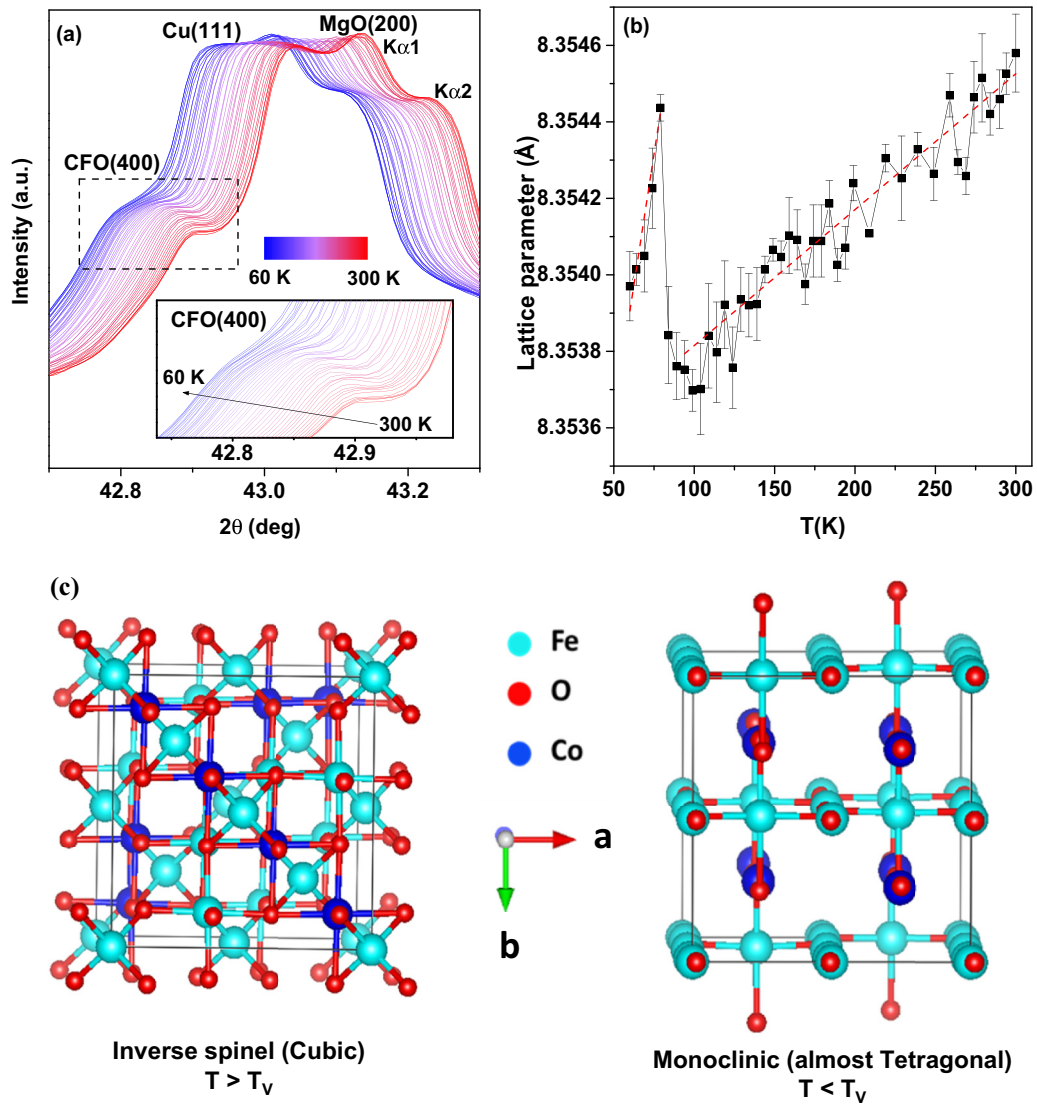 (a)
Cu(111)
MgO(200)
Kα1
Kα2
CFO(400)
60 K
300 K
CFO(400)
60 K
300 K
42.8
42.9
Intensity (a.u.)
42.8
43.0
43.2
2θ (deg)
(b)
8.3546
8.3544
8.3542
8.3540
8.3538
8.3536
Lattice parameter (Å)
50
100
150
200
250
300
T(K)
(c)
Fe
O
Co
a
b
Inverse spinel (Cubic)
T > TV
Monoclinic (almost Tetragonal)
T < TV